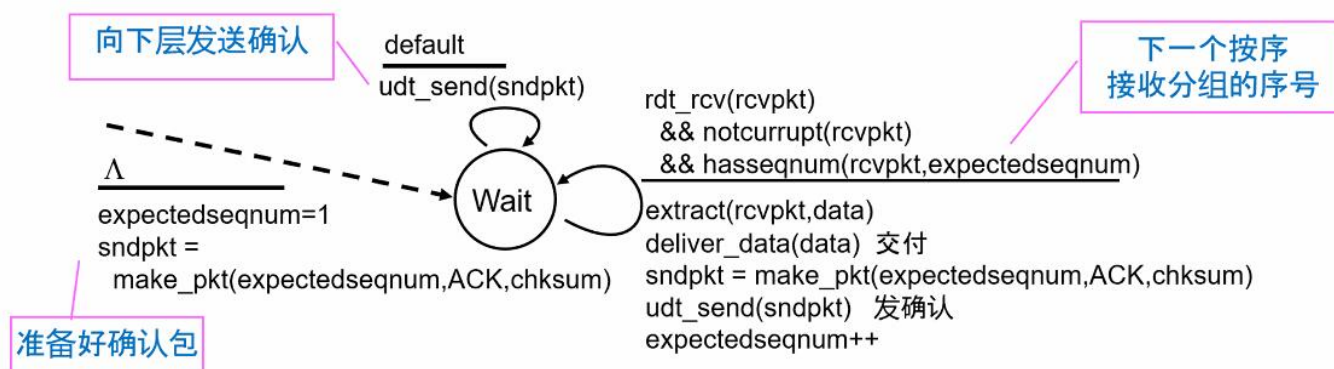 向下层发送确认
default
udt_send(sndpkt)
下一个按序
接收分组的序号
rdt_rcv(rcvpkt)
&& notcurrupt(rcvpkt)
&& hasseqnum(rcvpkt,expectedseqnum)
Λ
expectedseqnum=1
sndpkt =
make_pkt(expectedseqnum,ACK,chksum)
Wait
extract(rcvpkt,data)
deliver_data(data) 交付
sndpkt = make_pkt(expectedseqnum,ACK,chksum)
udt_send(sndpkt) 发确认
expectedseqnum++
准备好确认包